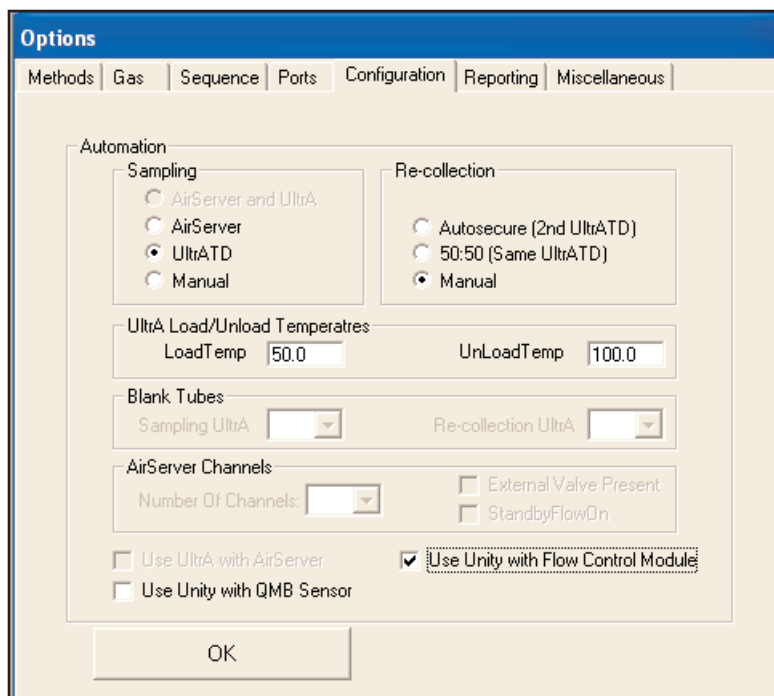 Options
Methods Gas Sequence Ports Configuration Reporting Miscellaneous
Automation
Sampling
AirServer and UltrA
AirServer
UltrATD
Manual
Re-collection
Autosecure (2nd UltrATD)
50:50 (Same UltrATD)
Manual
UltrA Load/Unload Temperatres
LoadTemp 50.0 UnLoadTemp 100.0
Blank Tubes
Sampling UltrA Re-collection UltrA
AirServer Channels
Number Of Channels: External Valve Present
StandbyFlowOn
Use UltrA with AirServer Use Unity with Flow Control Module
Use Unity with QMB Sensor
OK